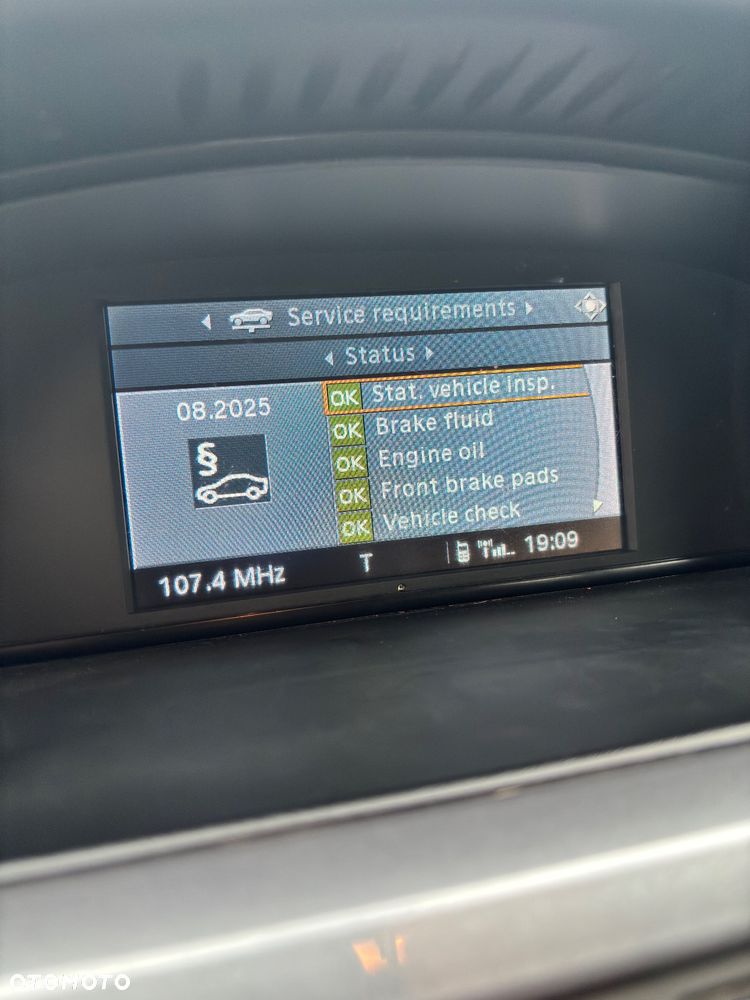 Service requirements
Status
08.2025
§
OK Stat. vehicle insp.
OK Brake fluid
OK Engine oil
OK Front brake pads
OK Vehicle check
107.4 MHz T 19:09
OTOMOTO